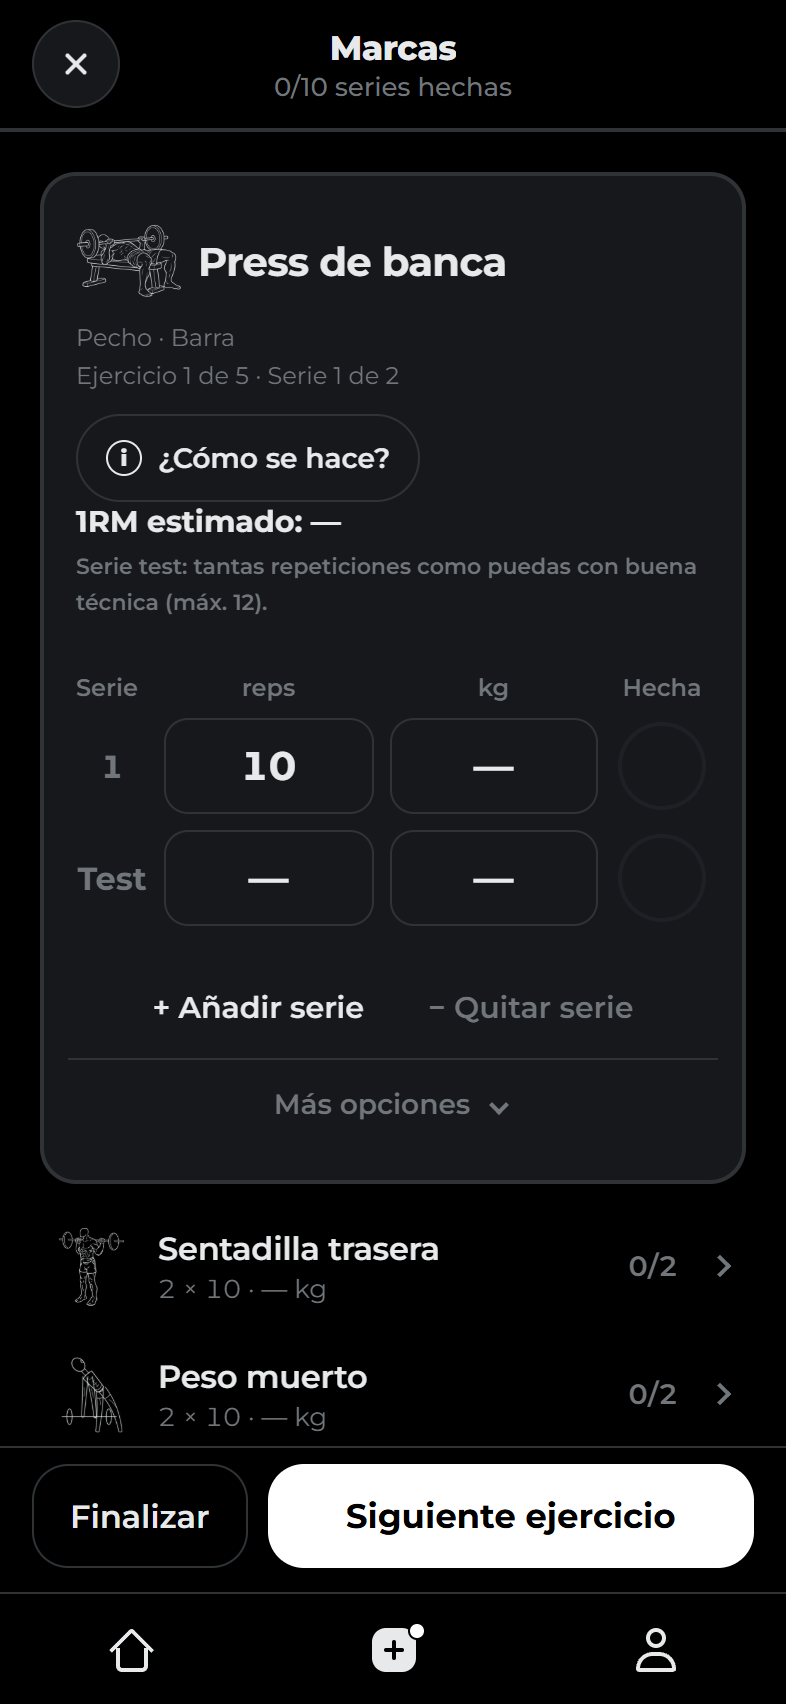 Marcas
0/10 series hechas
Press de banca
Pecho · Barra
Ejercicio 1 de 5 · Serie 1 de 2
¿Cómo se hace?
1RM estimado: —
Serie test: tantas repeticiones como puedas con buena
técnica (máx. 12).
Serie reps kg Hecha
1 10 —
Test — —
+ Añadir serie − Quitar serie
Más opciones
Sentadilla trasera
2 × 10 · — kg
0/2
Peso muerto
2 × 10 · — kg
0/2
Finalizar
Siguiente ejercicio